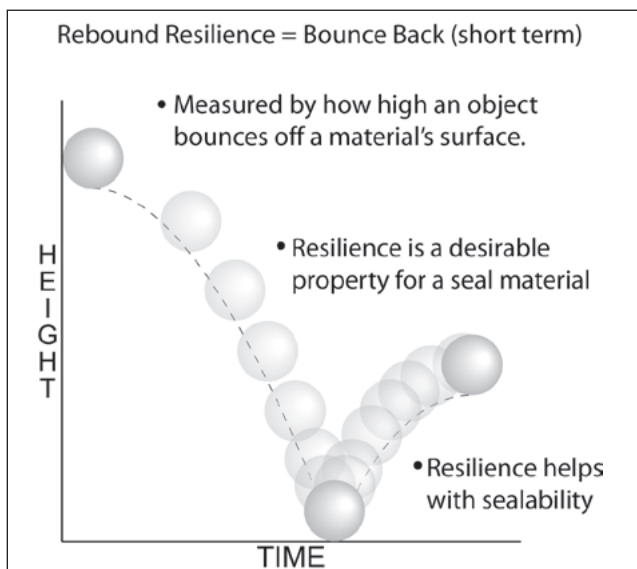 Rebound Resilience = Bounce Back (short term)
• Measured by how high an object
bounces off a material's surface.
• Resilience is a desirable
property for a seal material
HEIGHT
• Resilience helps
with sealability
TIME